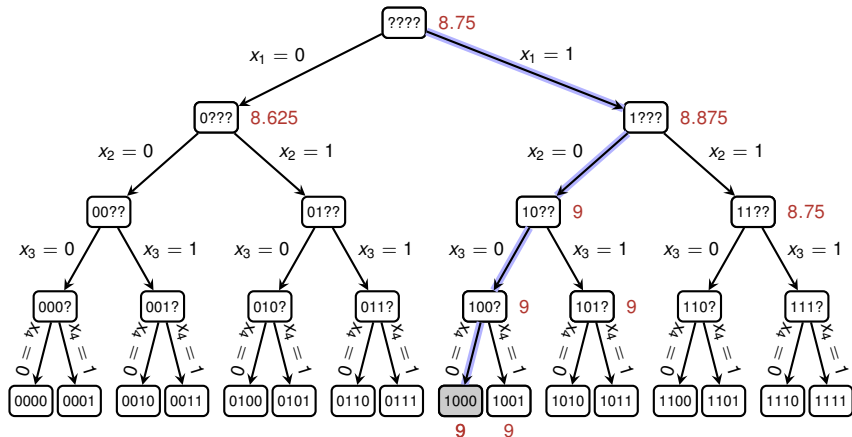 ???? 8.75
x₁ = 0 x₁ = 1
0??? 8.625 1??? 8.875
x₂ = 0 x₂ = 1 x₂ = 0 x₂ = 1
00?? 01?? 10?? 9 11?? 8.75
x₃ = 0 x₃ = 1 x₃ = 0 x₃ = 1 x₃ = 0 x₃ = 1 x₃ = 0 x₃ = 1
000? 001? 010? 011? 100? 9 101? 9 110? 111?
x₄ = 0 x₄ = 1 x₄ = 0 x₄ = 1 x₄ = 0 x₄ = 1 x₄ = 0 x₄ = 1 x₄ = 0 x₄ = 1 x₄ = 0 x₄ = 1 x₄ = 0 x₄ = 1 x₄ = 0 x₄ = 1
0000 0001 0010 0011 0100 0101 0110 0111 1000 1001 1010 1011 1100 1101 1110 1111
9 9